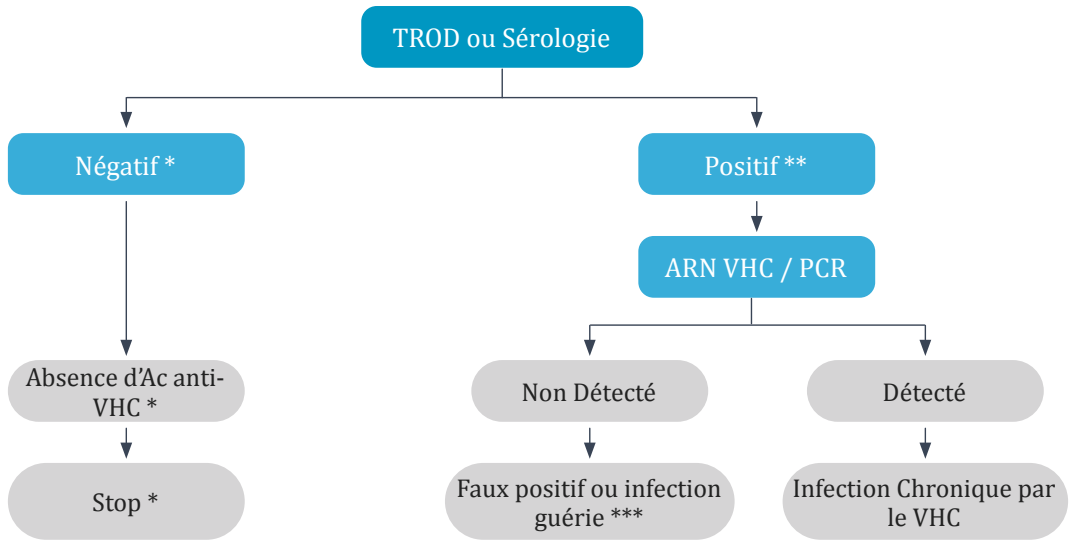 TROD ou Sérologie
Négatif *
Positif **
ARN VHC / PCR
Absence d'Ac anti-
VHC *
Non Détecté
Détecté
Stop *
Faux positif ou infection
guérie ***
Infection Chronique par
le VHC